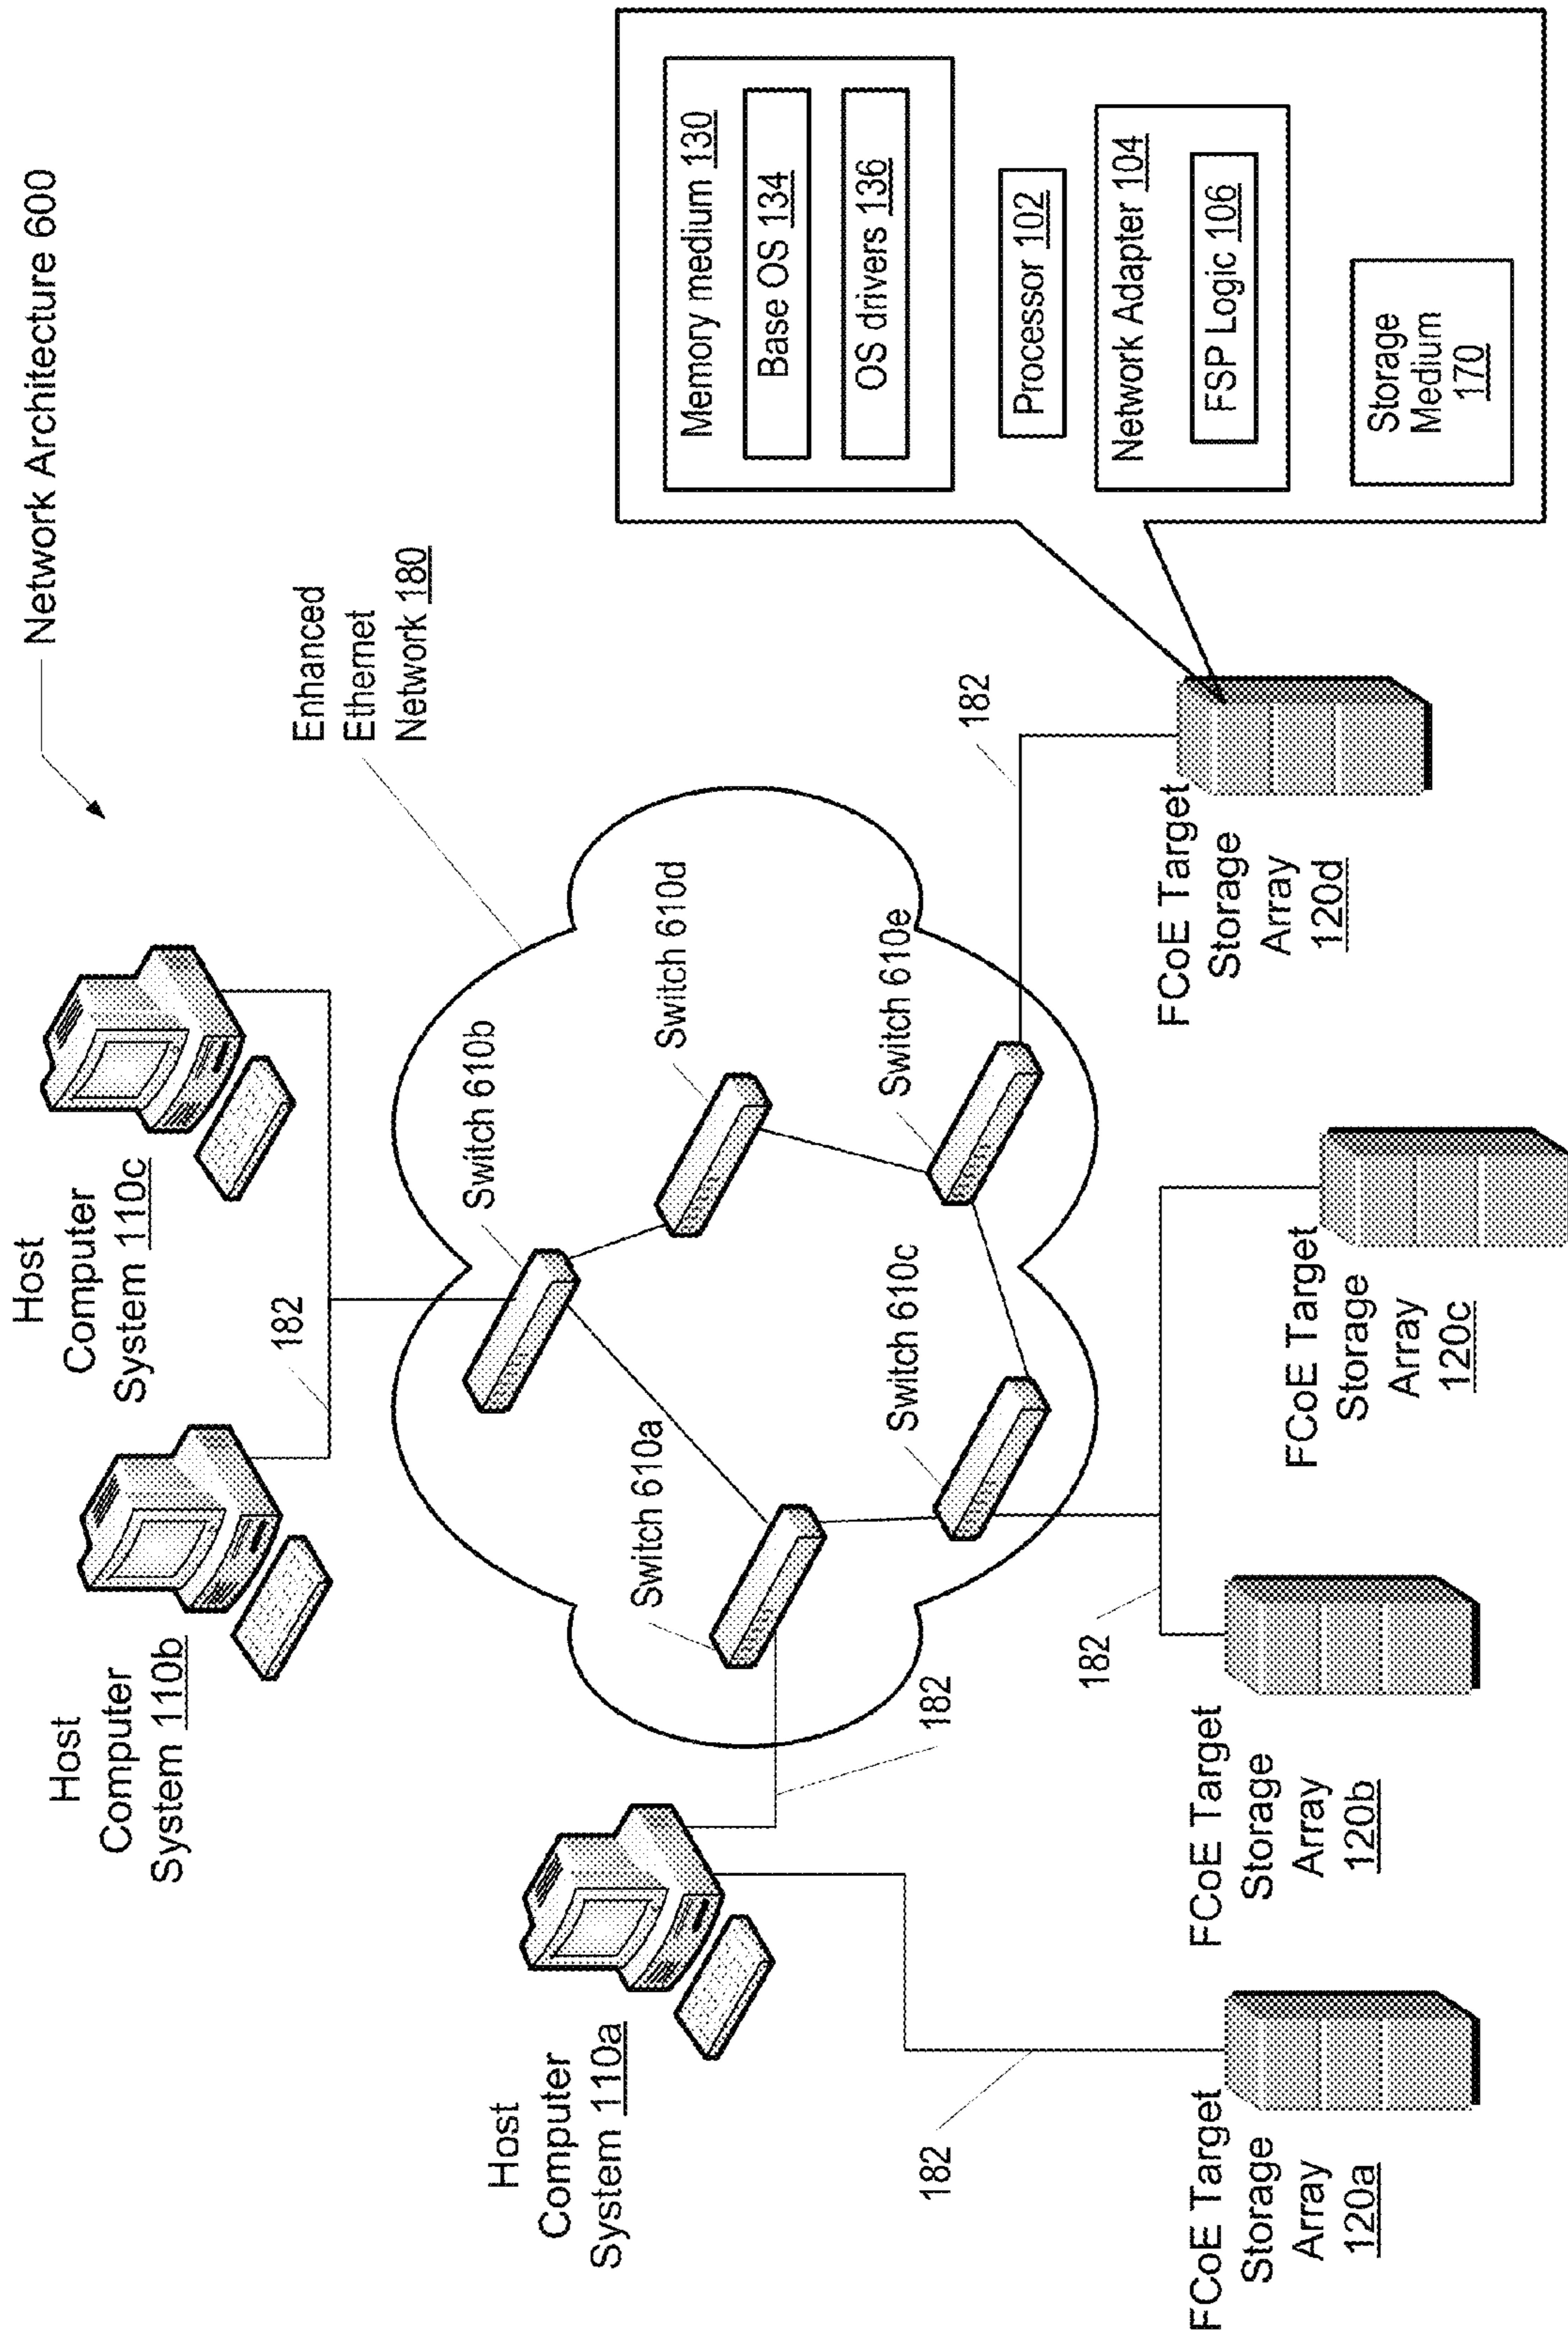 Network Architecture 600
Host
Computer
System 110c
Host
Computer
System 110b
182
Enhanced
Ethernet
Network 180
Switch 610b
Switch 610d
Switch 610a
Switch 610e
Switch 610c
Host
Computer
System 110a
182
182
182
182
FCoE Target
Storage
Array
120a
FCoE Target
Storage
Array
120b
FCoE Target
Storage
Array
120c
FCoE Target
Storage
Array
120d
Memory medium 130
Base OS 134
OS drivers 136
Processor 102
Network Adapter 104
FSP Logic 106
Storage
Medium
170